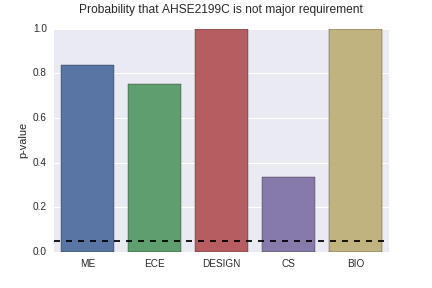 Probability that AHSE2199C is not major requirement
1.0
0.8
0.6
0.4
0.2
0.0
p-value
ME ECE DESIGN CS BIO